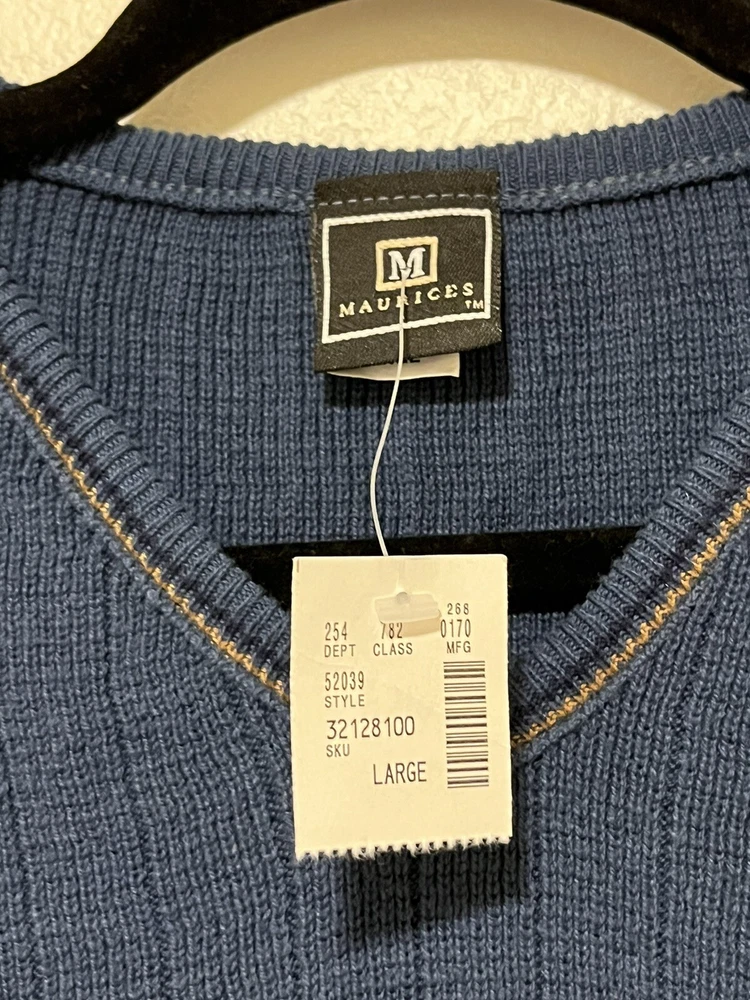 M
MAURICES
TM
268
254 782 0170
DEPT CLASS MFG
52039
STYLE
32128100
SKU
LARGE